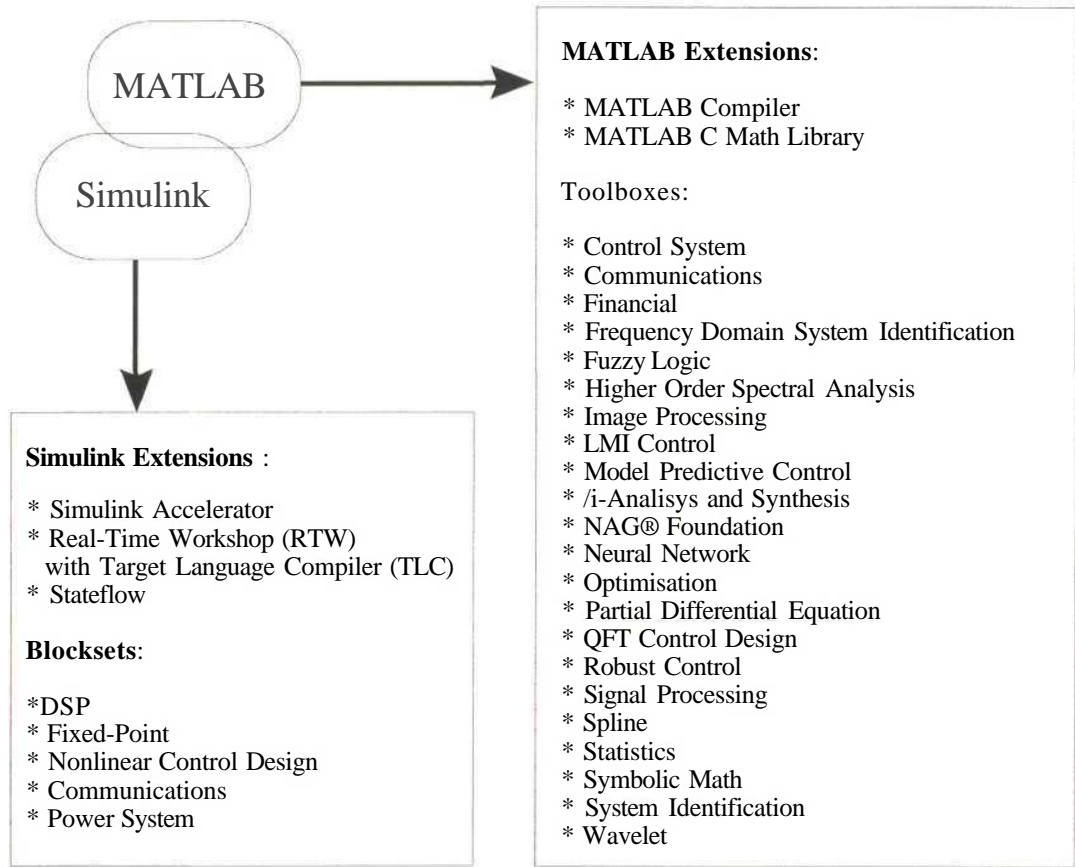 MATLAB
Simulink
MATLAB Extensions:
* MATLAB Compiler
* MATLAB C Math Library
Toolboxes:
* Control System
* Communications
* Financial
* Frequency Domain System Identification
* Fuzzy Logic
* Higher Order Spectral Analysis
* Image Processing
* LMI Control
* Model Predictive Control
* /i-Analisys and Synthesis
* NAG® Foundation
* Neural Network
* Optimisation
* Partial Differential Equation
* QFT Control Design
* Robust Control
* Signal Processing
* Spline
* Statistics
* Symbolic Math
* System Identification
* Wavelet
Simulink Extensions :
* Simulink Accelerator
* Real-Time Workshop (RTW)
with Target Language Compiler (TLC)
* Stateflow
Blocksets:
*DSP
* Fixed-Point
* Nonlinear Control Design
* Communications
* Power System